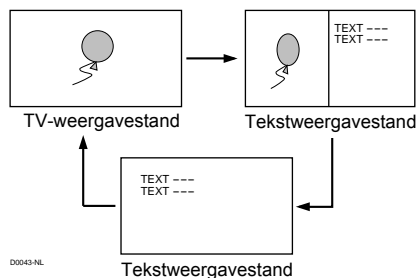 TEXT ---
TEXT ---
TV-weergavestand
Tekstweergavestand
TEXT ---
TEXT ---
D0043-NL
Tekstweergavestand